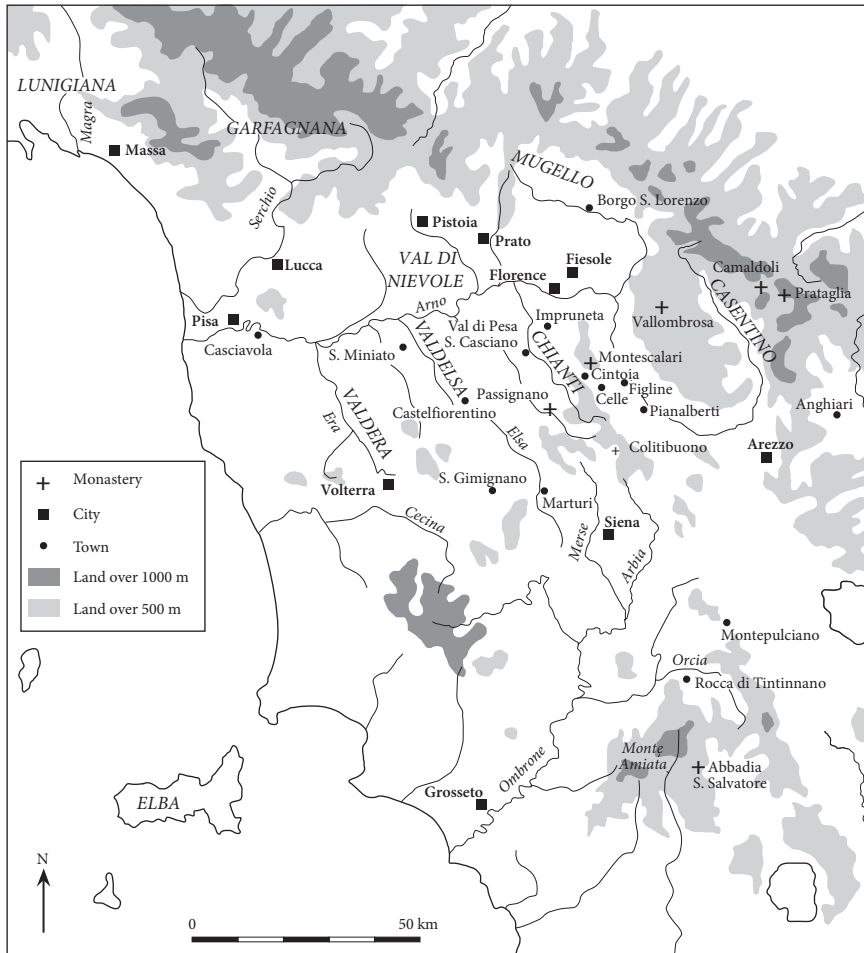 LUNIGIANA
Magra
Massa
GARFAGNANA
Serchio
MUGELLO
Borgo S. Lorenzo
Pistoia
Prato
Lucca
VAL DI
NIEVOLE
Fiesole
Florence
Camaldoli
Prataglia
CASENTINO
Vallombrosa
Arno
Pisa
Casciavola
S. Miniato
VALDELSA
Val di Pesa
S. Casciano
Impruneta
CHIANTI
Montescalari
Cintoia
Celle
Figline
Pianalberti
Passignano
Castelfiorentino
Anghiari
Era
VALDERA
Elsa
Colitibuono
Arezzo
Volterra
S. Gimignano
Marturi
Cecina
Siena
Merse
Arbia
Monastery
City
Town
Land over 1000 m
Land over 500 m
Montepulciano
Orcia
Rocca di Tintinnano
Ombrone
Monte
Amiata
Abbadia
S. Salvatore
Grosseto
ELBA
N
0
50 km